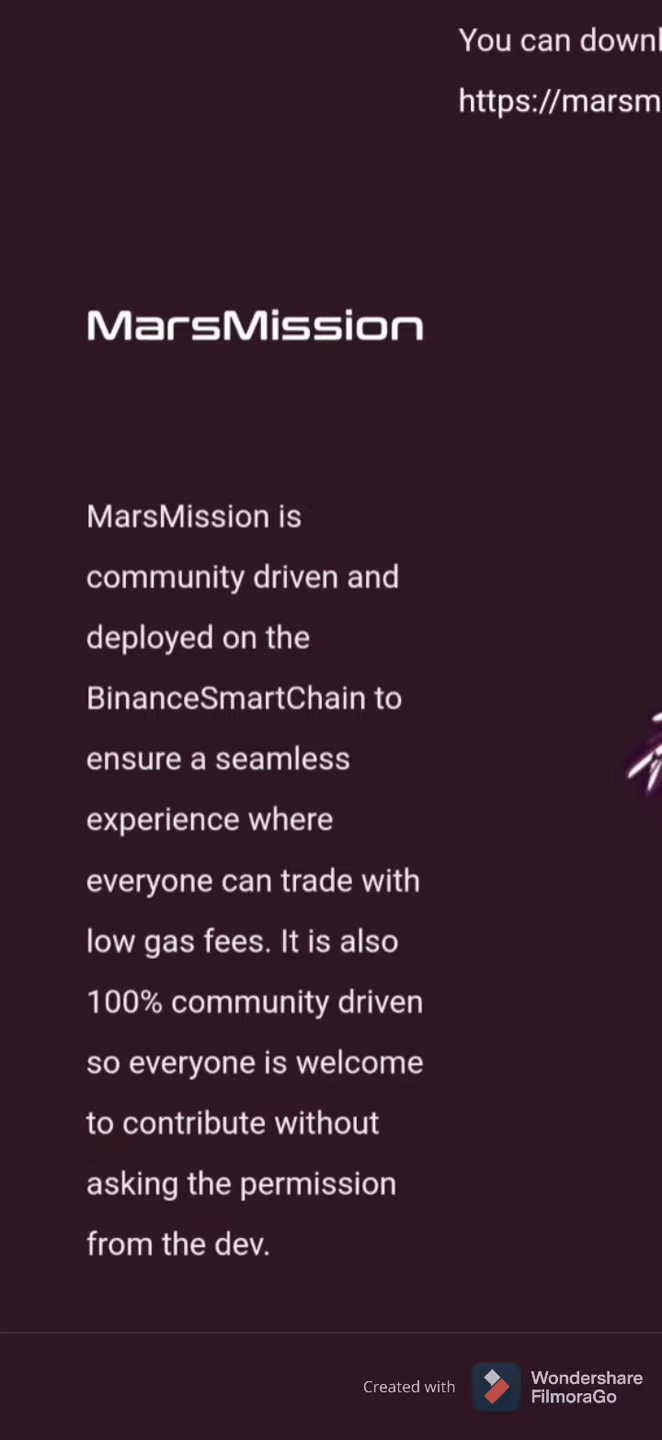 You can downl
https://marsm
MarsMission
MarsMission is
community driven and
deployed on the
BinanceSmartChain to
ensure a seamless
experience where
everyone can trade with
low gas fees. It is also
100% community driven
so everyone is welcome
to contribute without
asking the permission
from the dev.
Created with
Wondershare
FilmoraGo